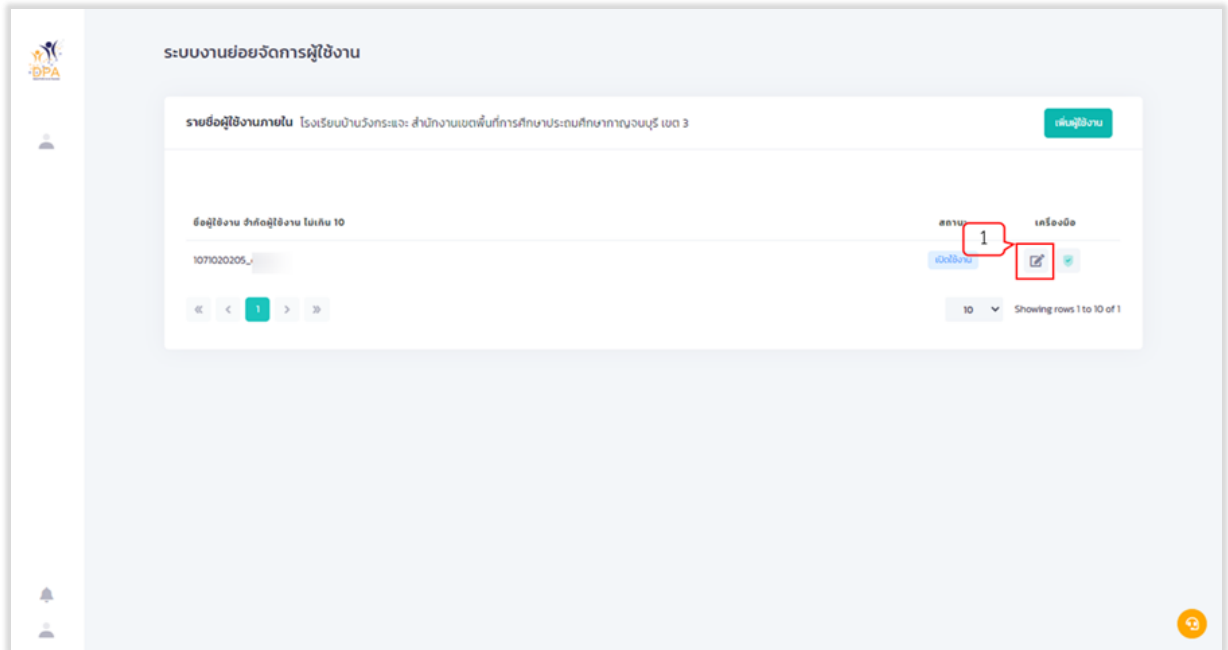 DPA
ระบบงานย่อยจัดการผู้ใช้งาน
รายชื่อผู้ใช้งานภายใน โรงเรียนบ้านวังกระแจะ สำนักงานเขตพื้นที่การศึกษาประถมศึกษากาญจนบุรี เขต 3
เพิ่มผู้ใช้งาน
ชื่อผู้ใช้งาน จำกัดผู้ใช้งาน ไม่เกิน 10
สถานะ
เครื่องมือ
1
1071020205_
เปิดใช้งาน
« < 1 > »
10
Showing rows 1 to 10 of 1